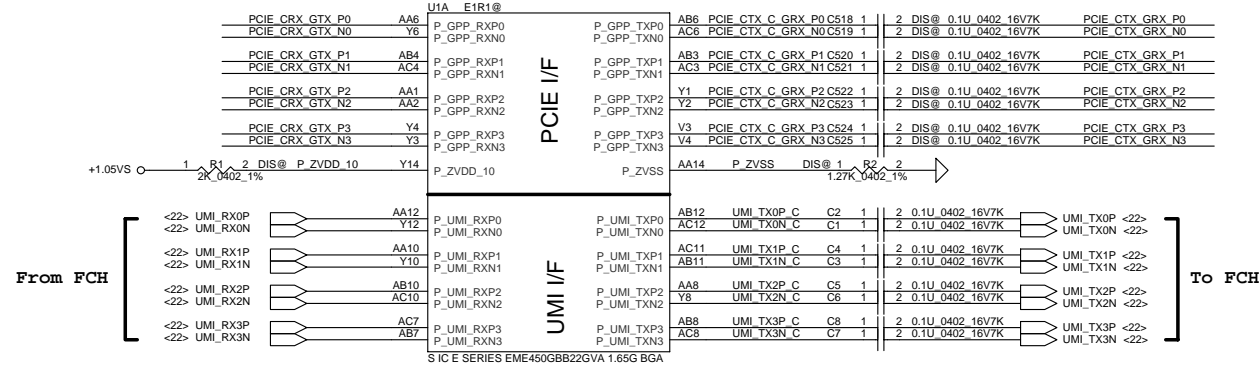 U1A E1R1@
PCIE_CRX_GTX_P0 AA6 P_GPP_RXP0 P_GPP_TXP0 AB6 PCIE_CTX_C_GRX_P0 C518 1 2 DIS@ 0.1U_0402_16V7K PCIE_CTX_GRX_P0
PCIE_CRX_GTX_N0 Y6 P_GPP_RXN0 P_GPP_TXN0 AC6 PCIE_CTX_C_GRX_N0 C519 1 2 DIS@ 0.1U_0402_16V7K PCIE_CTX_GRX_N0
PCIE_CRX_GTX_P1 AB4 P_GPP_RXP1 P_GPP_TXP1 AB3 PCIE_CTX_C_GRX_P1 C520 1 2 DIS@ 0.1U_0402_16V7K PCIE_CTX_GRX_P1
PCIE_CRX_GTX_N1 AC4 P_GPP_RXN1 P_GPP_TXN1 AC3 PCIE_CTX_C_GRX_N1 C521 1 2 DIS@ 0.1U_0402_16V7K PCIE_CTX_GRX_N1
PCIE I/F
PCIE_CRX_GTX_P2 AA1 P_GPP_RXP2 P_GPP_TXP2 Y1 PCIE_CTX_C_GRX_P2 C522 1 2 DIS@ 0.1U_0402_16V7K PCIE_CTX_GRX_P2
PCIE_CRX_GTX_N2 AA2 P_GPP_RXN2 P_GPP_TXN2 Y2 PCIE_CTX_C_GRX_N2 C523 1 2 DIS@ 0.1U_0402_16V7K PCIE_CTX_GRX_N2
PCIE_CRX_GTX_P3 Y4 P_GPP_RXP3 P_GPP_TXP3 V3 PCIE_CTX_C_GRX_P3 C524 1 2 DIS@ 0.1U_0402_16V7K PCIE_CTX_GRX_P3
PCIE_CRX_GTX_N3 Y3 P_GPP_RXN3 P_GPP_TXN3 V4 PCIE_CTX_C_GRX_N3 C525 1 2 DIS@ 0.1U_0402_16V7K PCIE_CTX_GRX_N3
+1.05VS 1 R1 2 DIS@ P_ZVDD_10 Y14 P_ZVDD_10 P_ZVSS AA14 P_ZVSS DIS@ 1 R2 2
2K_0402_1% 1.27K_0402_1%
<22> UMI_RX0P AA12 P_UMI_RXP0 P_UMI_TXP0 AB12 UMI_TX0P_C C2 1 2 0.1U_0402_16V7K UMI_TX0P <22>
<22> UMI_RX0N Y12 P_UMI_RXN0 P_UMI_TXN0 AC12 UMI_TX0N_C C1 1 2 0.1U_0402_16V7K UMI_TX0N <22>
<22> UMI_RX1P AA10 P_UMI_RXP1 P_UMI_TXP1 AC11 UMI_TX1P_C C4 1 2 0.1U_0402_16V7K UMI_TX1P <22>
<22> UMI_RX1N Y10 P_UMI_RXN1 P_UMI_TXN1 AB11 UMI_TX1N_C C3 1 2 0.1U_0402_16V7K UMI_TX1N <22>
From FCH UMI I/F To FCH
<22> UMI_RX2P AB10 P_UMI_RXP2 P_UMI_TXP2 AA8 UMI_TX2P_C C5 1 2 0.1U_0402_16V7K UMI_TX2P <22>
<22> UMI_RX2N AC10 P_UMI_RXN2 P_UMI_TXN2 Y8 UMI_TX2N_C C6 1 2 0.1U_0402_16V7K UMI_TX2N <22>
<22> UMI_RX3P AC7 P_UMI_RXP3 P_UMI_TXP3 AB8 UMI_TX3P_C C8 1 2 0.1U_0402_16V7K UMI_TX3P <22>
<22> UMI_RX3N AB7 P_UMI_RXN3 P_UMI_TXN3 AC8 UMI_TX3N_C C7 1 2 0.1U_0402_16V7K UMI_TX3N <22>
S IC E SERIES EME450GBB22GVA 1.65G BGA